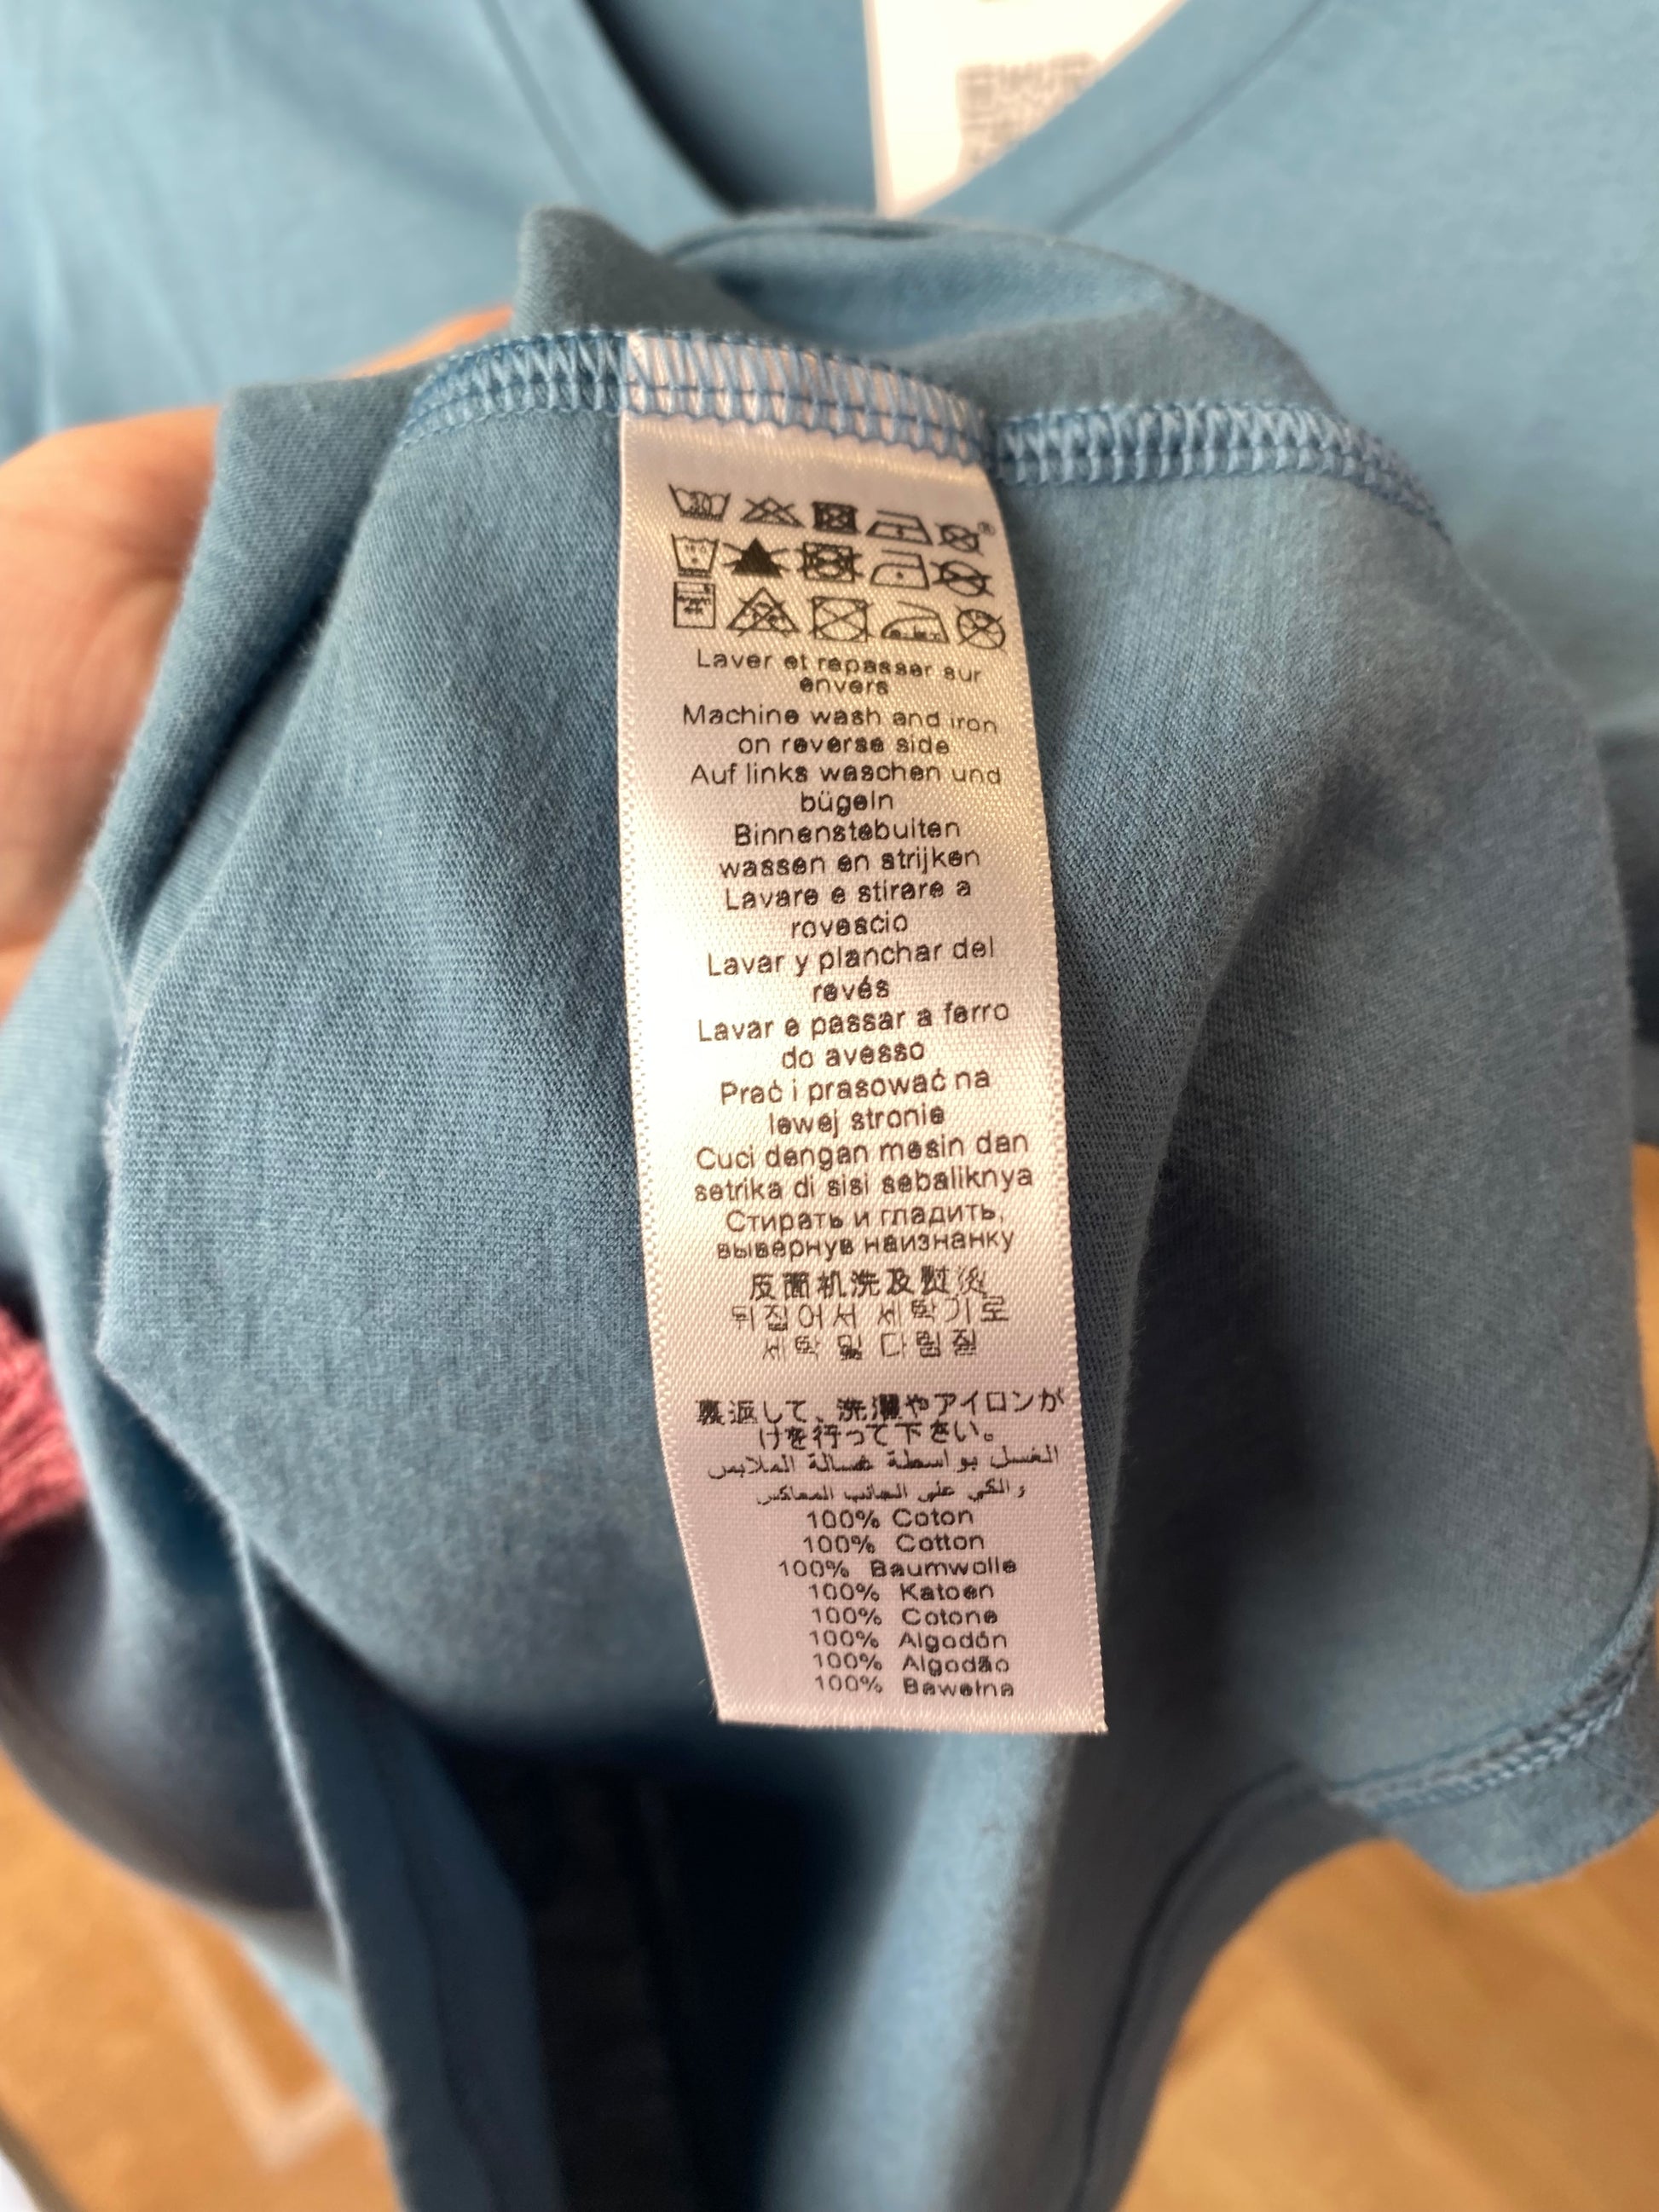 30
Laver et repasser sur
envers
Machine wash and iron
on reverse side
Auf links waschen und
bügeln
Binnenstebuiten
wassen en strijken
Lavare e stirare a
rovescio
Lavar y planchar del
revés
Lavar e passar a ferro
do avesso
Prać i prasować na
lewej stronie
Cuci dengan mesin dan
setrika di sisi sebaliknya
Стирать и гладить,
вывернув наизнанку
反面机洗及熨後
뒤집어서 세탁기로
세탁 및 다림질
裏返して、洗濯やアイロンが
けを行って下さい。
الغسل بواسطة غسالة الملابس
والكي على الجانب المعاكس
100% Coton
100% Cotton
100% Baumwolle
100% Katoen
100% Cotone
100% Algodón
100% Algodão
100% Bawełna